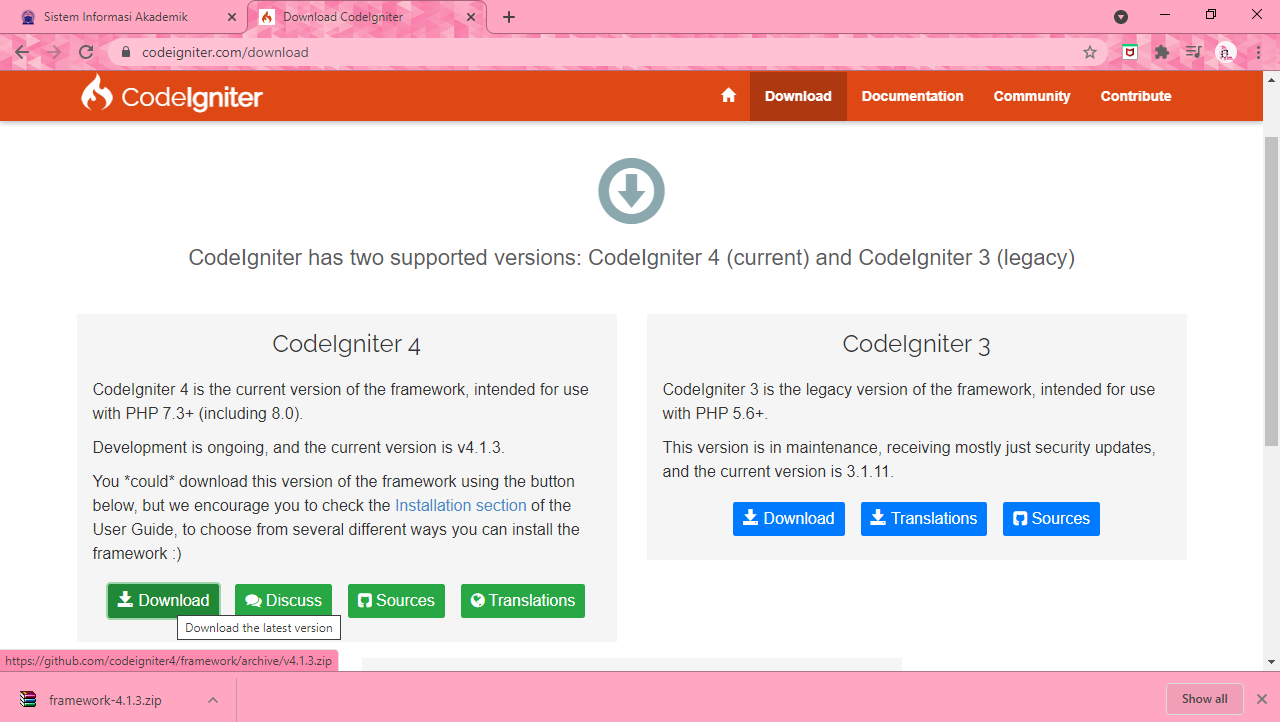 Sistem Informasi Akademik
Download CodeIgniter
codeigniter.com/download
CodeIgniter
Download
Documentation
Community
Contribute
CodeIgniter has two supported versions: CodeIgniter 4 (current) and CodeIgniter 3 (legacy)
CodeIgniter 4
CodeIgniter 4 is the current version of the framework, intended for use
with PHP 7.3+ (including 8.0).
Development is ongoing, and the current version is v4.1.3.
You *could* download this version of the framework using the button
below, but we encourage you to check the Installation section of the
User Guide, to choose from several different ways you can install the
framework :)
Download
Discuss
Sources
Translations
Download the latest version
CodeIgniter 3
CodeIgniter 3 is the legacy version of the framework, intended for use
with PHP 5.6+.
This version is in maintenance, receiving mostly just security updates,
and the current version is 3.1.11.
Download
Translations
Sources
https://github.com/codeigniter4/framework/archive/v4.1.3.zip
framework-4.1.3.zip
Show all